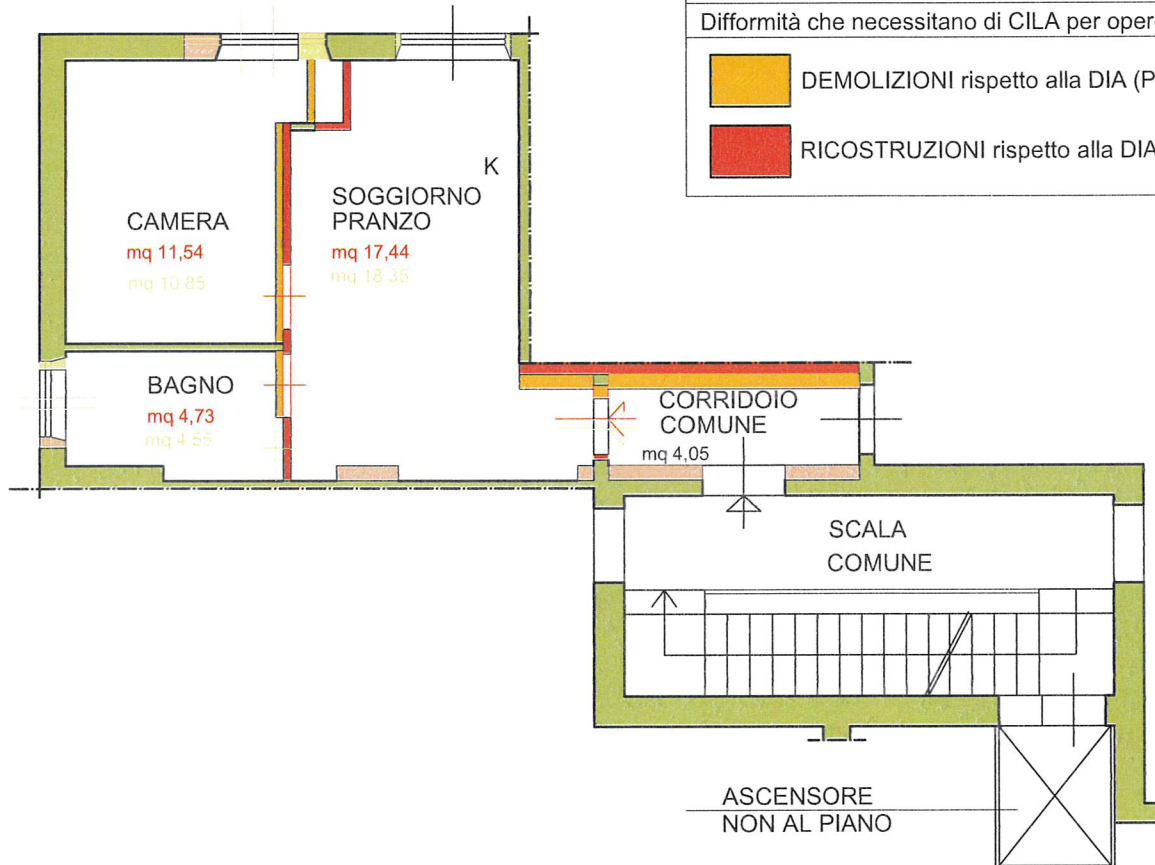 Difformità che necessitano di CILA per oper
DEMOLIZIONI rispetto alla DIA (P
RICOSTRUZIONI rispetto alla DIA
K
SOGGIORNO
PRANZO
mq 17,44
mq 18.35
CAMERA
mq 11,54
mq 10.85
BAGNO
mq 4,73
mq 4.55
CORRIDOIO
COMUNE
mq 4,05
SCALA
COMUNE
ASCENSORE
NON AL PIANO